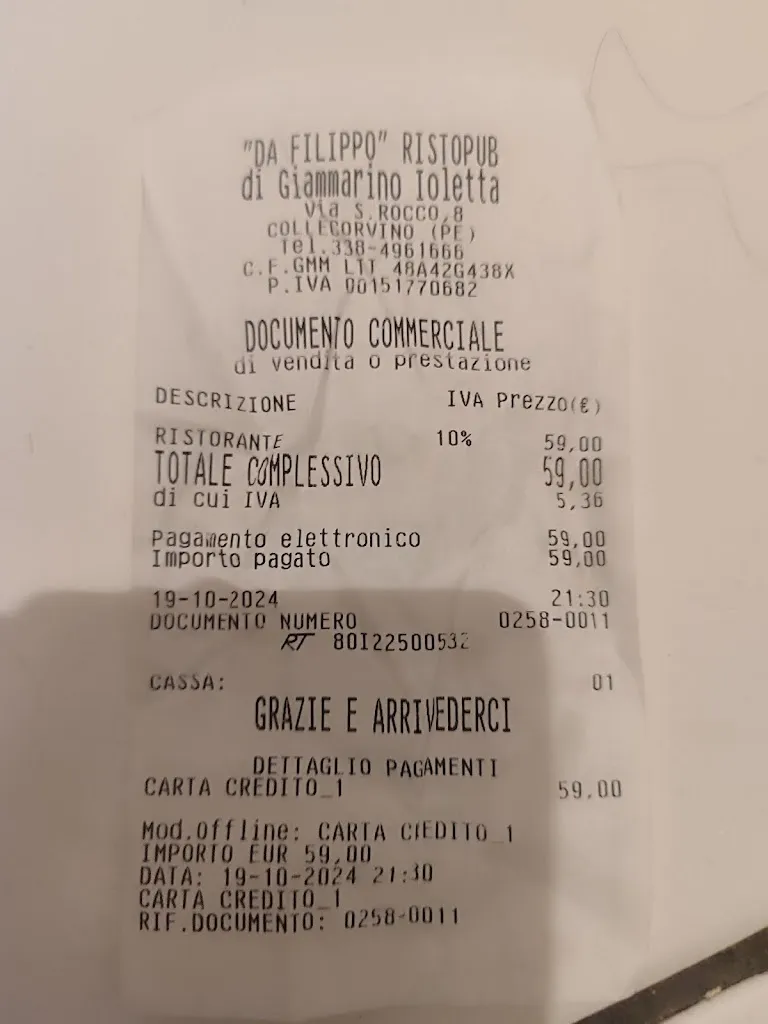 "DA FILIPPO" RISTOPUB
di Giammarino Ioletta
Via S.ROCCO,8
COLLECORVINO (PE)
Tel.338-4961666
C.F.GMM LTT 48A42G438X
P.IVA 00151770682
DOCUMENTO COMMERCIALE
di vendita o prestazione
DESCRIZIONE IVA Prezzo(€)
RISTORANTE 10% 59,00
TOTALE COMPLESSIVO 59,00
di cui IVA 5,36
Pagamento elettronico 59,00
Importo pagato 59,00
19-10-2024 21:30
DOCUMENTO NUMERO 0258-0011
RT 80I22500532
CASSA: 01
GRAZIE E ARRIVEDERCI
DETTAGLIO PAGAMENTI
CARTA CREDITO_1 59,00
Mod.Offline: CARTA CREDITO_1
IMPORTO EUR 59,00
DATA: 19-10-2024 21:30
CARTA CREDITO_1
RIF.DOCUMENTO: 0258-0011